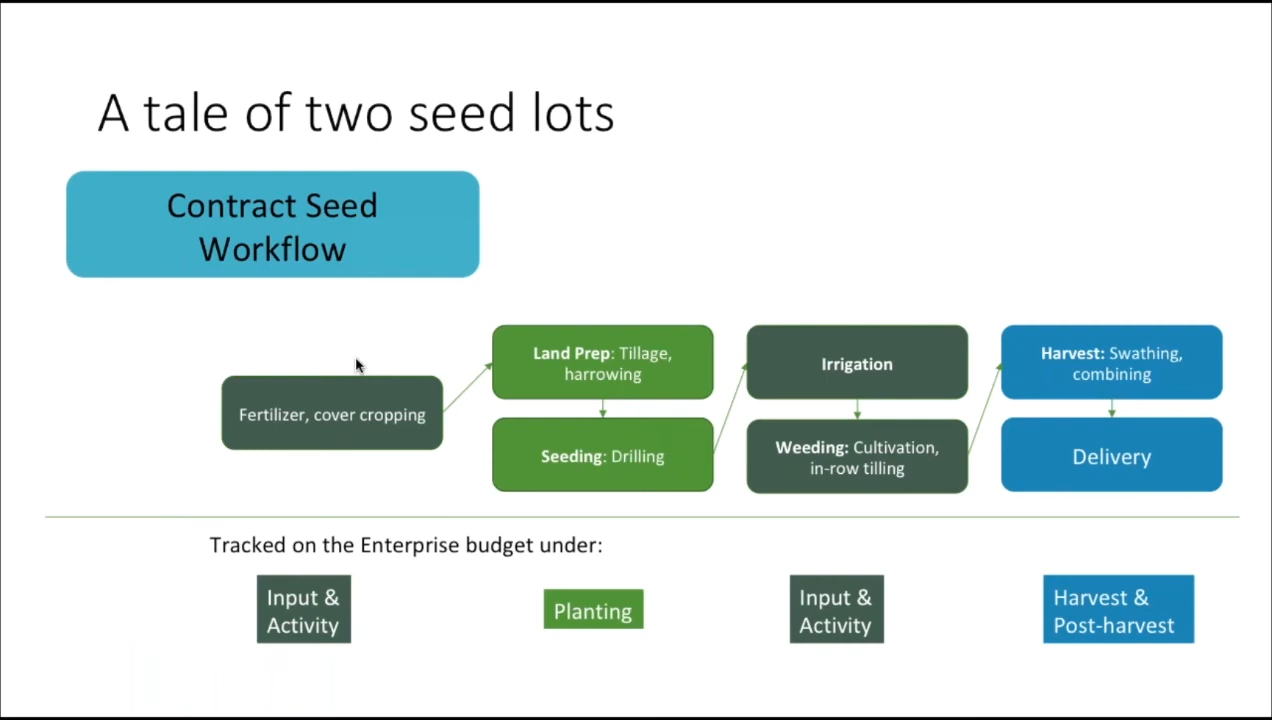 A tale of two seed lots
Contract Seed
Workflow
Fertilizer, cover cropping
Land Prep: Tillage,
harrowing
Seeding: Drilling
Irrigation
Weeding: Cultivation,
in-row tilling
Harvest: Swathing,
combining
Delivery
Tracked on the Enterprise budget under:
Input &
Activity
Planting
Input &
Activity
Harvest &
Post-harvest